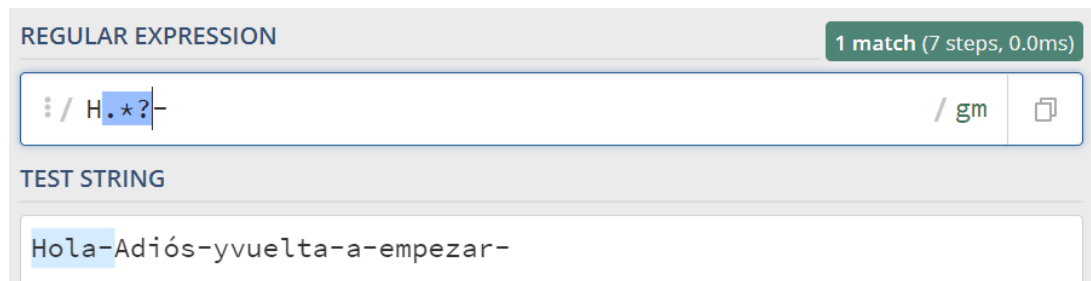 REGULAR EXPRESSION
1 match (7 steps, 0.0ms)
/ H.*?- / gm
TEST STRING
Hola-Adiós-yvuelta-a-empezar-